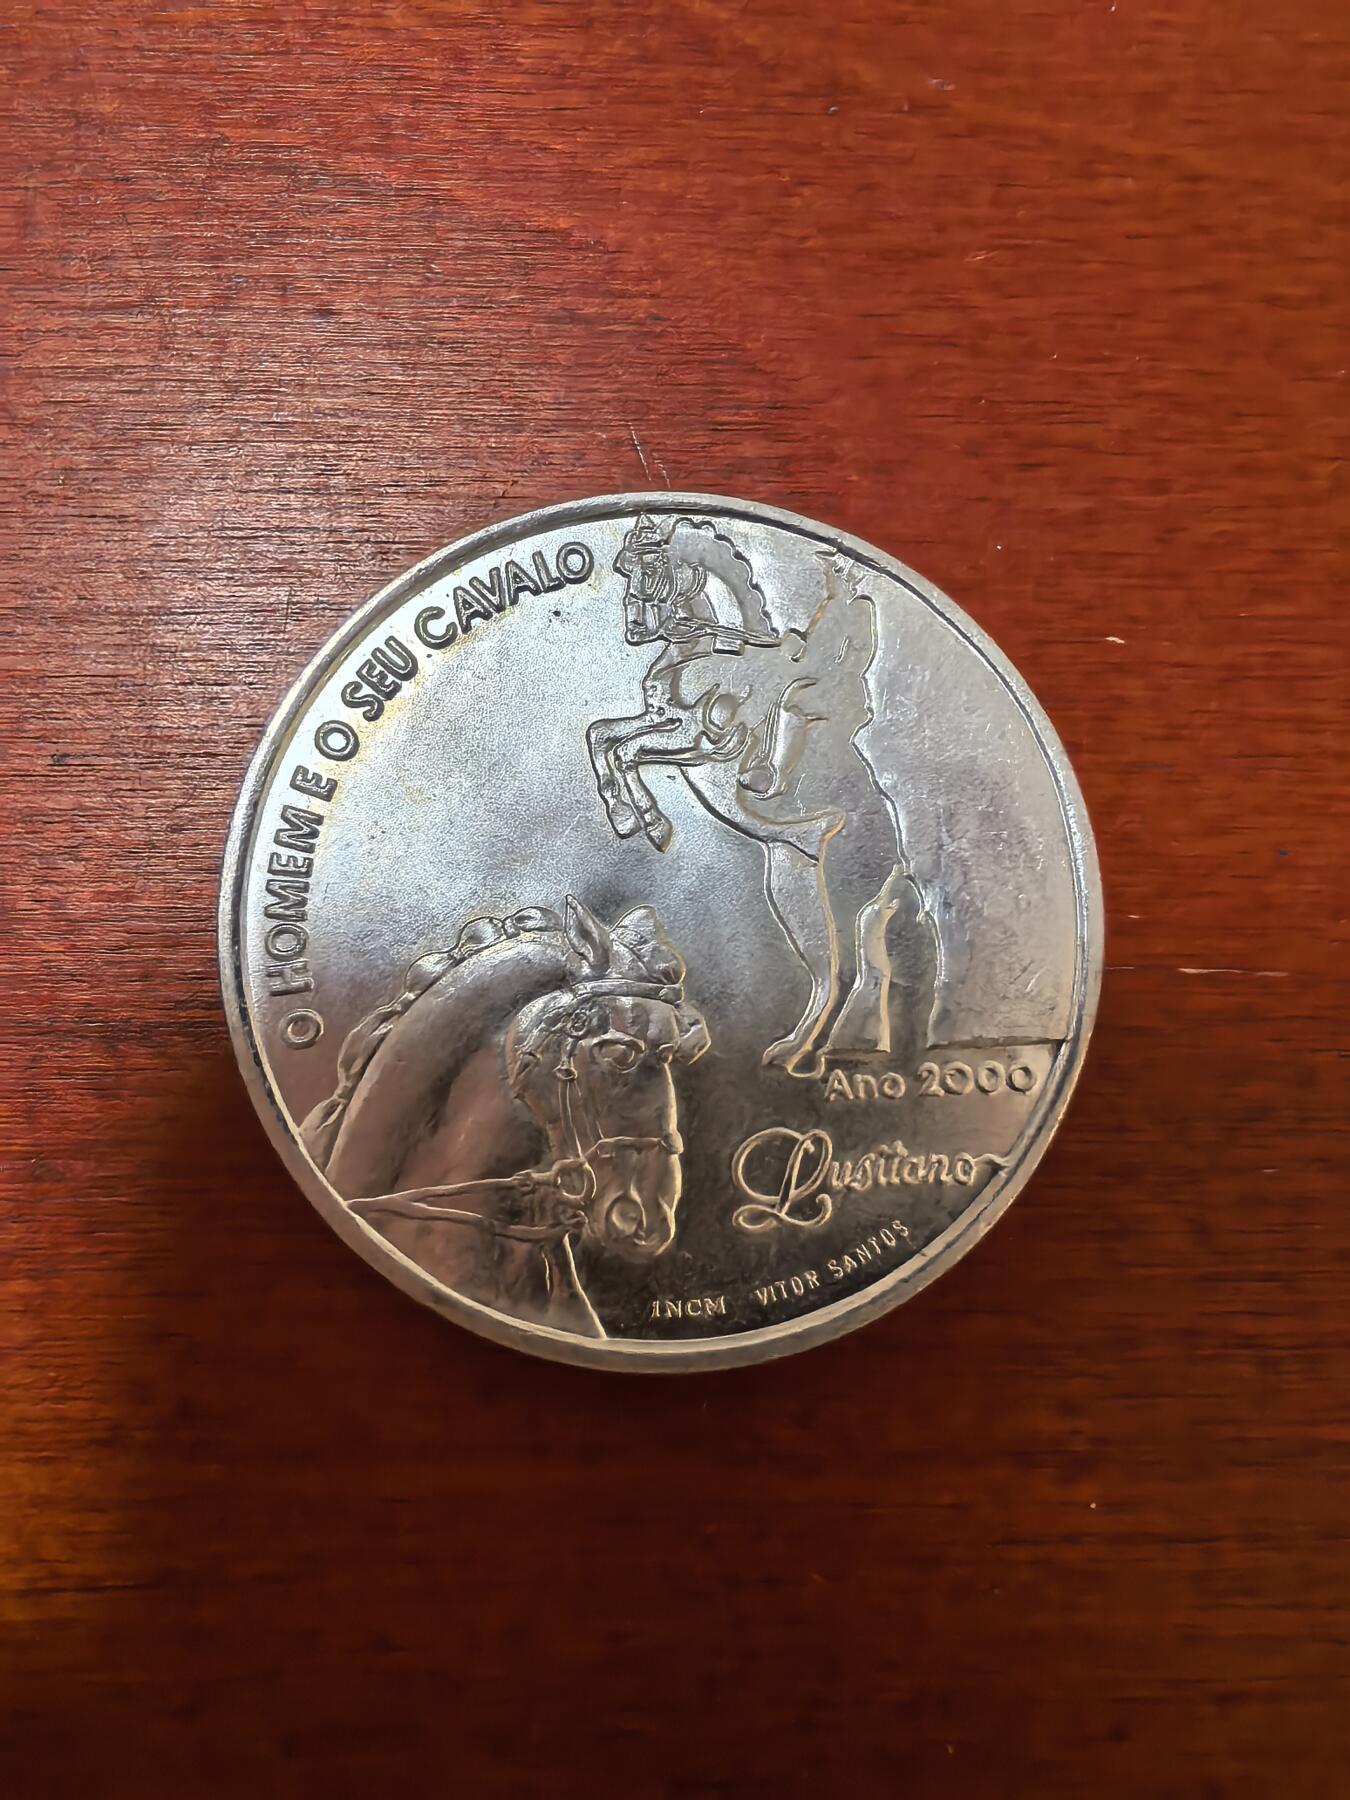 O HOMEM E O SEU CAVALO
Ano 2000
Lusitano
INCM VITOR SANTOS